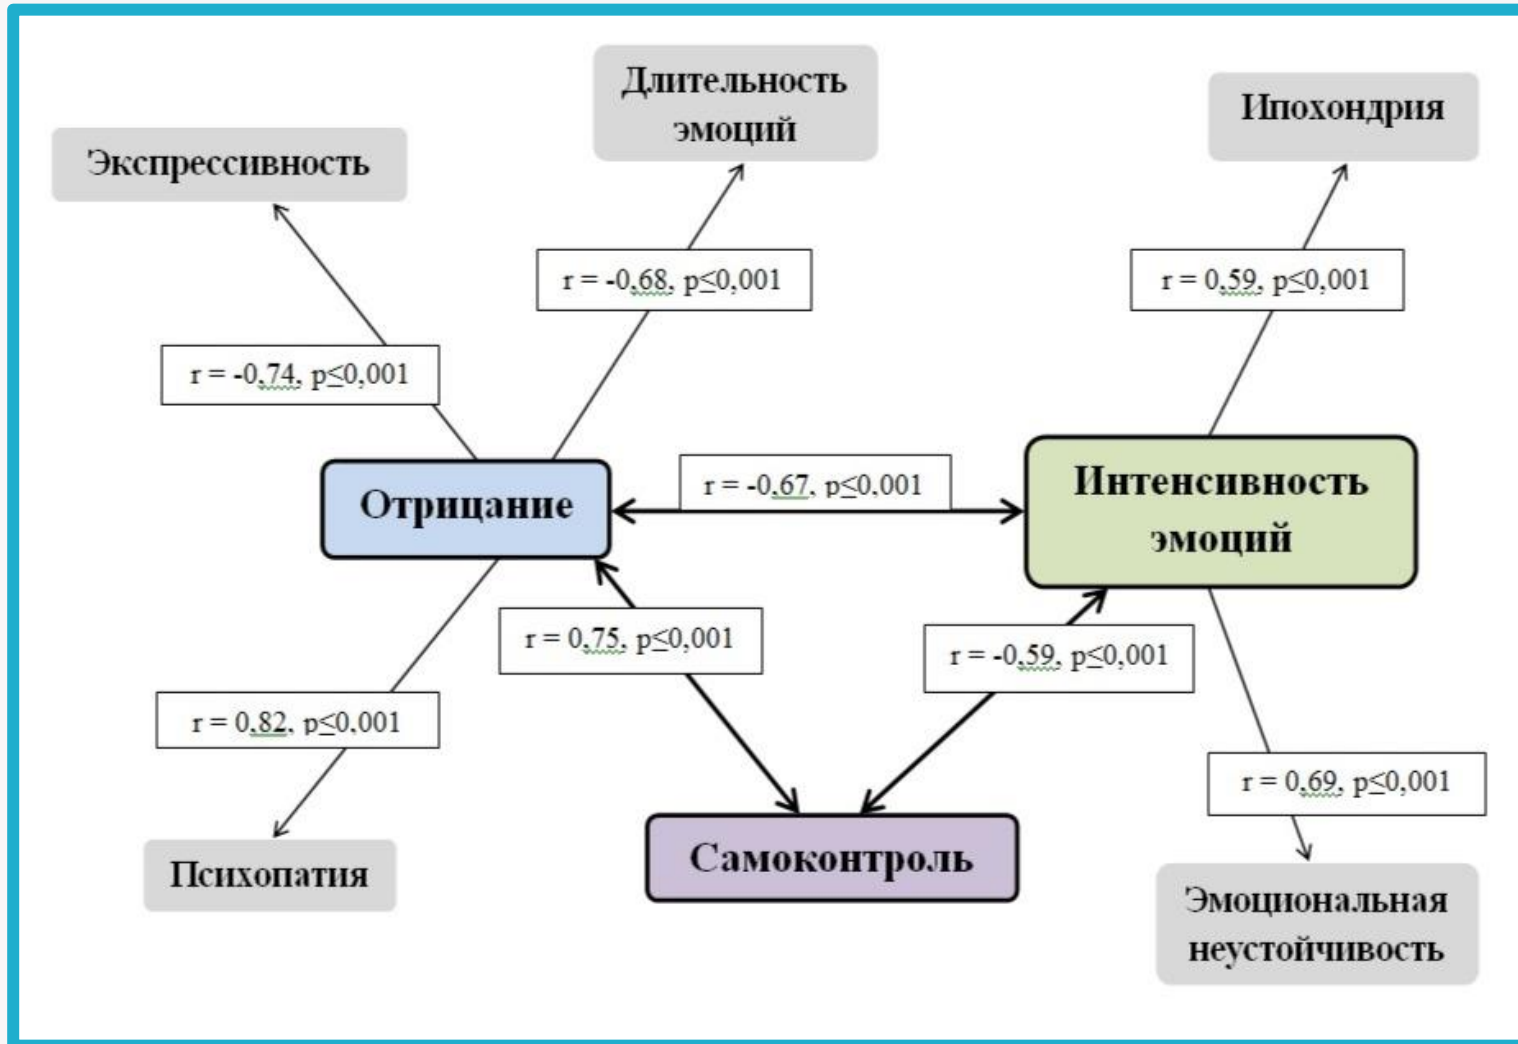 Длительность
эмоций
Ипохондрия
Экспрессивность
r = -0,68, p≤0,001
r = 0,59, p≤0,001
r = -0,74, p≤0,001
r = -0,67, p≤0,001
Отрицание
Интенсивность
эмоций
r = 0,75, p≤0,001
r = -0,59, p≤0,001
r = 0,82, p≤0,001
r = 0,69, p≤0,001
Самоконтроль
Психопатия
Эмоциональная
неустойчивость